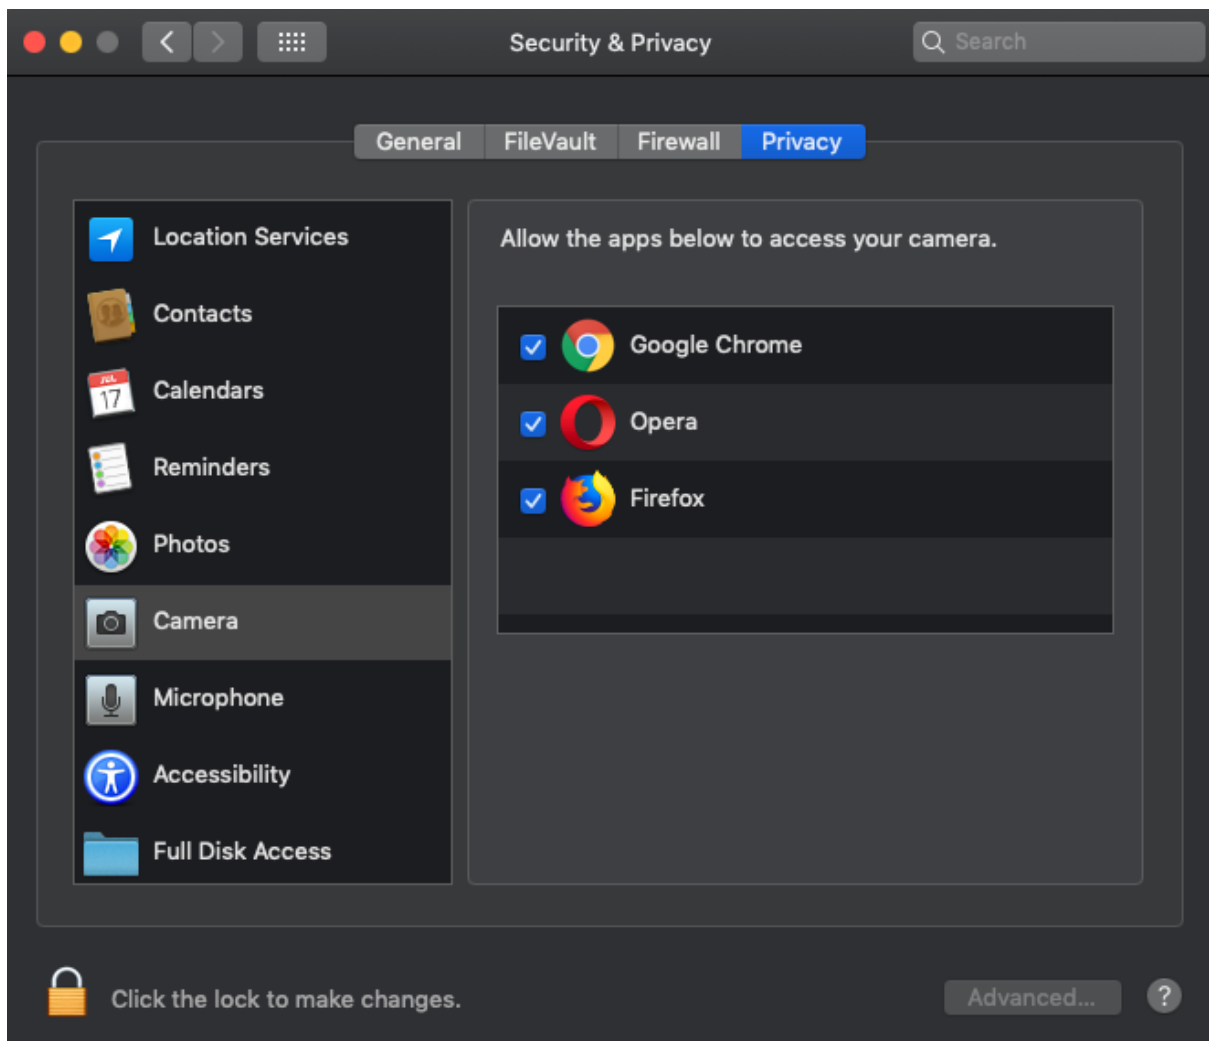 Security & Privacy
Search
General FileVault Firewall Privacy
Location Services
Contacts
JUL
17
Calendars
Reminders
Photos
Camera
Microphone
Accessibility
Full Disk Access
Allow the apps below to access your camera.
Google Chrome
Opera
Firefox
Click the lock to make changes.
Advanced...
?